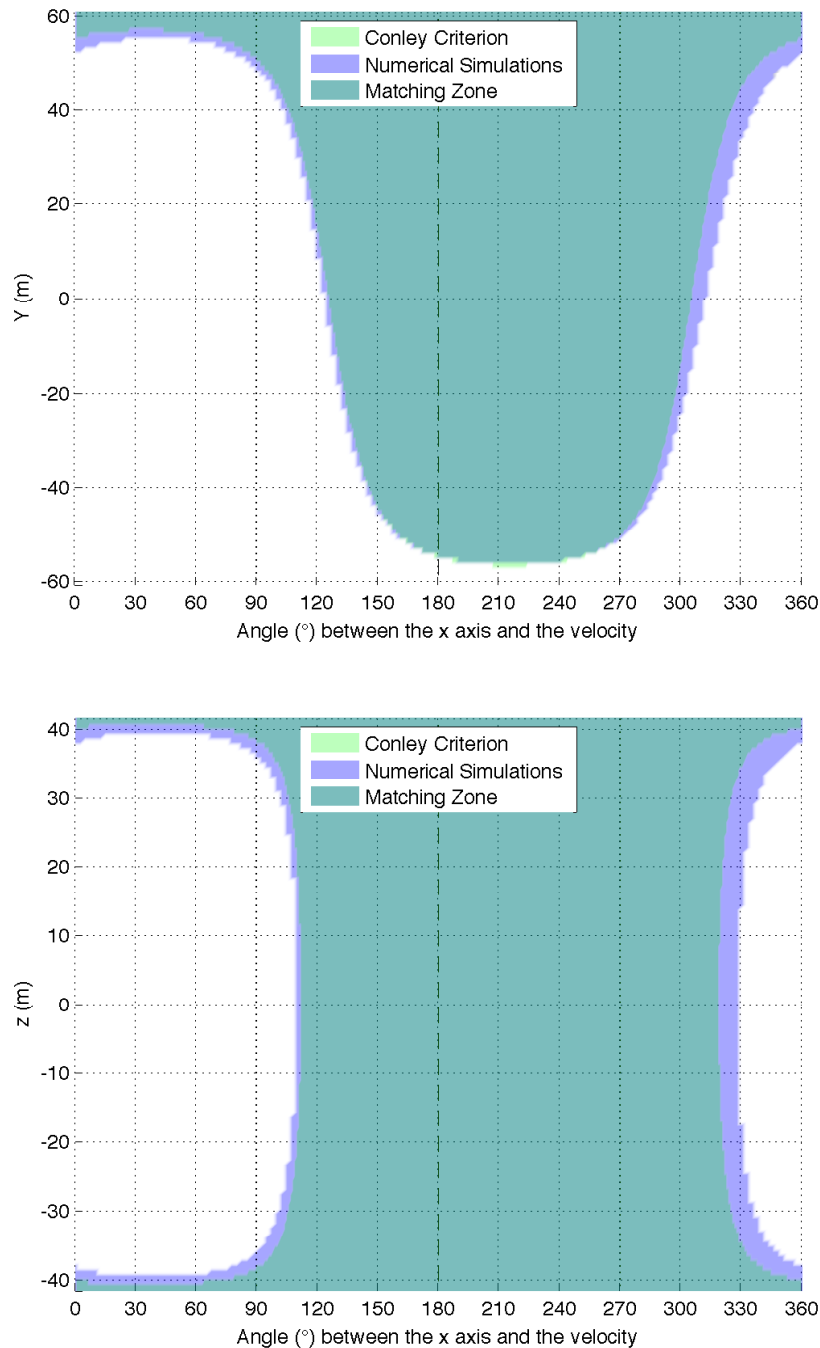 60
40
20
0
-20
-40
-60
Y (m)
Conley Criterion
Numerical Simulations
Matching Zone
0 30 60 90 120 150 180 210 240 270 300 330 360
Angle (°) between the x axis and the velocity
40
30
20
10
0
-10
-20
-30
-40
z (m)
Conley Criterion
Numerical Simulations
Matching Zone
0 30 60 90 120 150 180 210 240 270 300 330 360
Angle (°) between the x axis and the velocity